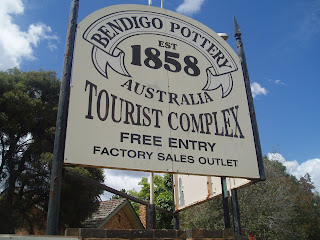 BENDIGO POTTERY
EST
1858
AUSTRALIA
TOURIST COMPLEX
FREE ENTRY
FACTORY SALES OUTLET